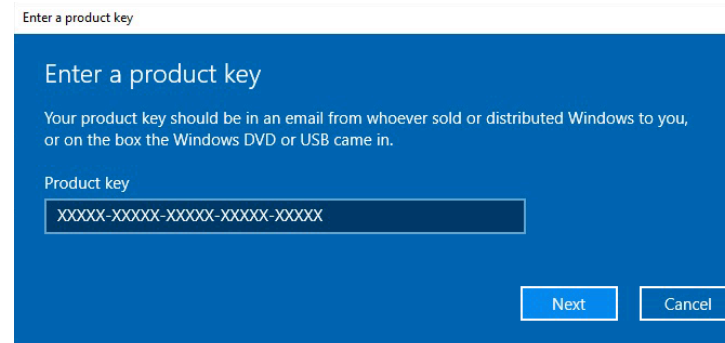 Enter a product key
Enter a product key
Your product key should be in an email from whoever sold or distributed Windows to you,
or on the box the Windows DVD or USB came in.
Product key
XXXXX-XXXXX-XXXXX-XXXXX-XXXXX
Next
Cancel